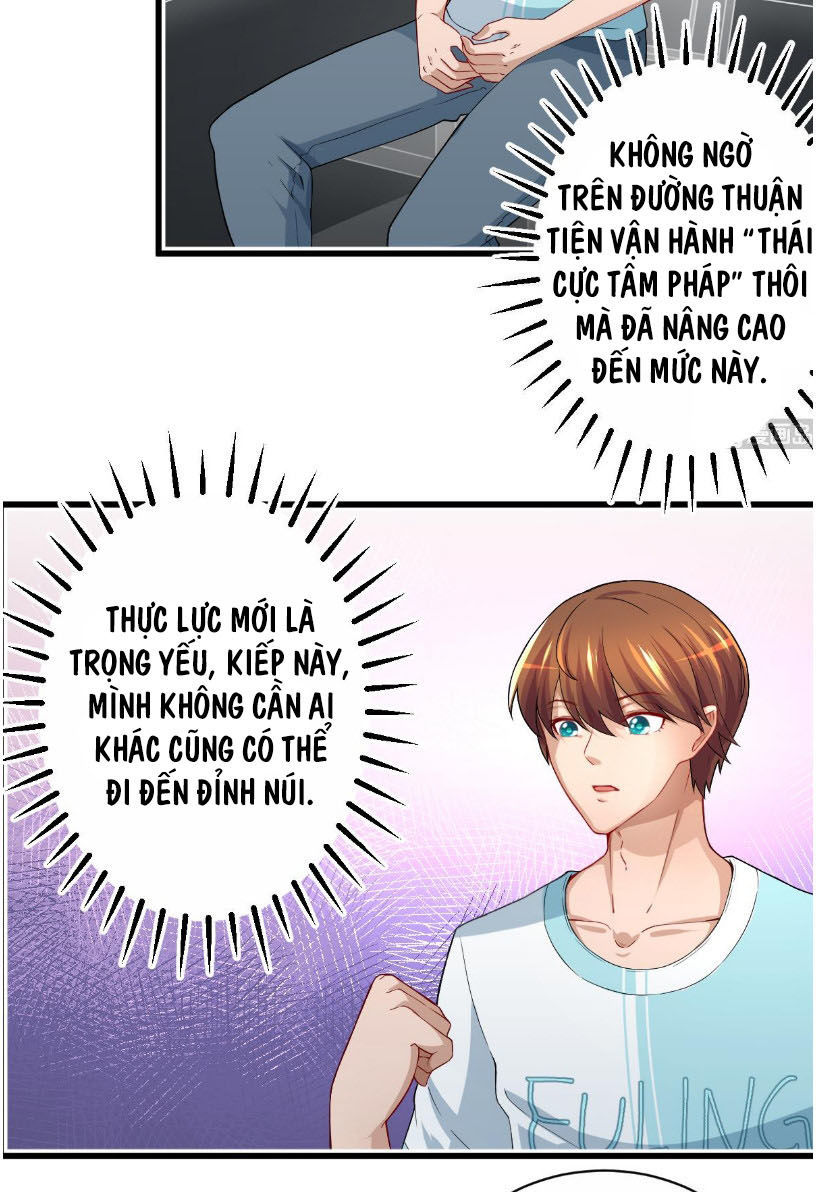 KHÔNG NGỜ
TRÊN ĐƯỜNG THUẬN
TIỆN VẬN HÀNH “THÁI
CỰC TÂM PHÁP” THÔI
MÀ ĐÃ NÂNG CAO
ĐẾN MỨC NÀY.
THỰC LỰC MỚI LÀ
TRỌNG YẾU, KIẾP NÀY,
MÌNH KHÔNG CẦN AI
KHÁC CŨNG CÓ THỂ
ĐI ĐẾN ĐỈNH NÚI.
FULING